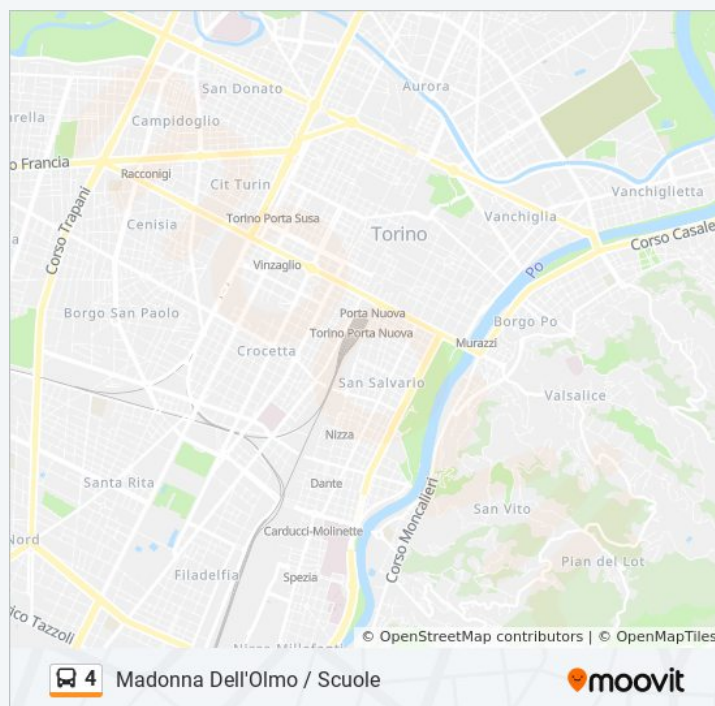 San Donato
Aurora
arella
Campidoglio
o Francia
Racconigi
Cit Turin
Vanchiglietta
Corso Trapani
Cenisia
Torino Porta Susa
Vanchiglia
Torino
Corso Casale
a
Vinzaglio
Po
Borgo San Paolo
Porta Nuova
Borgo Po
Torino Porta Nuova
Murazzi
Crocetta
San Salvario
Valsalice
Nizza
Santa Rita
Dante
Corso Moncalieri
San Vito
Nord
Carducci-Molinette
Pian del Lot
Filadelfia
Spezia
rico Tazzoli
© OpenStreetMap contributors | © OpenMapTiles
4 Madonna Dell'Olmo / Scuole
moovit